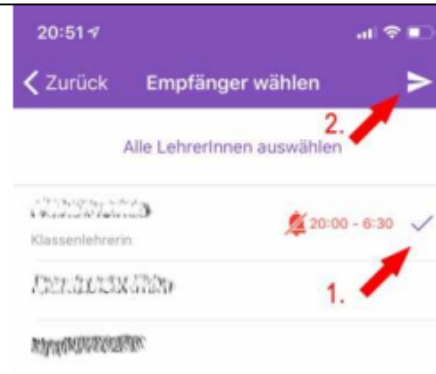 20:51
Zurück Empfänger wählen
2.
Alle LehrerInnen auswählen
20:00 - 6:30
Klassenlehrerin
1.